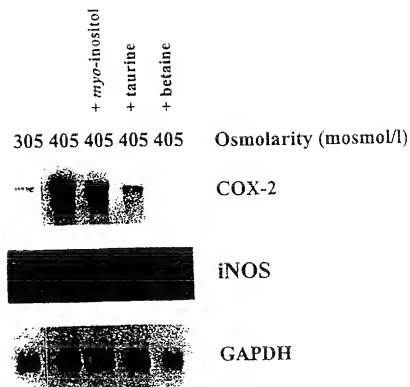 + myo-inositol
+ taurine
+ betaine
305 405 405 405 405 Osmolarity (mosmol/l)
COX-2
iNOS
GAPDH